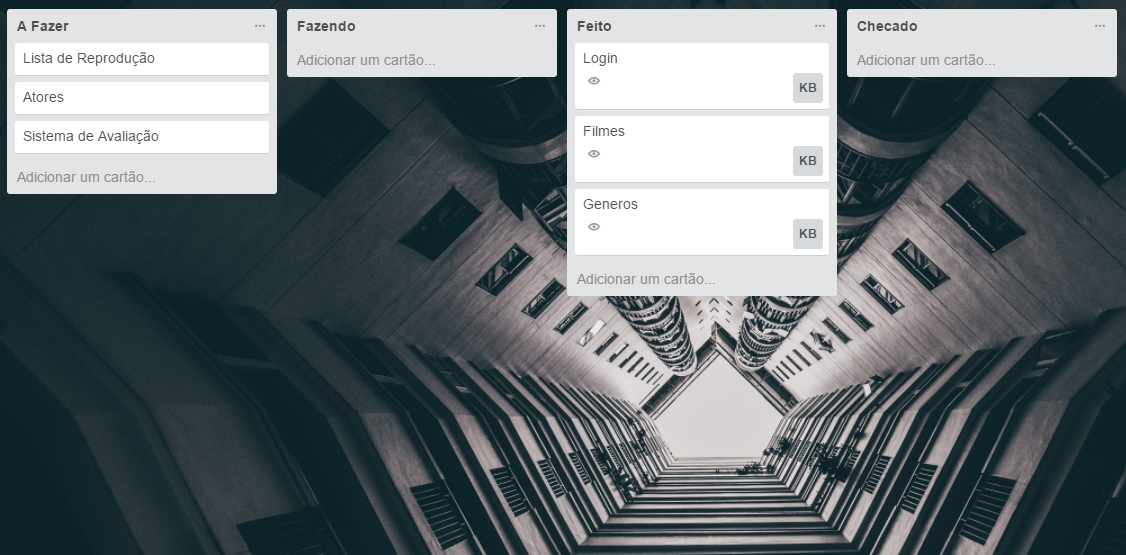 A Fazer
Lista de Reprodução
Atores
Sistema de Avaliação
Adicionar um cartão...
Fazendo
Adicionar um cartão...
Feito
Login
KB
Filmes
KB
Generos
KB
Adicionar um cartão...
Checado
Adicionar um cartão...